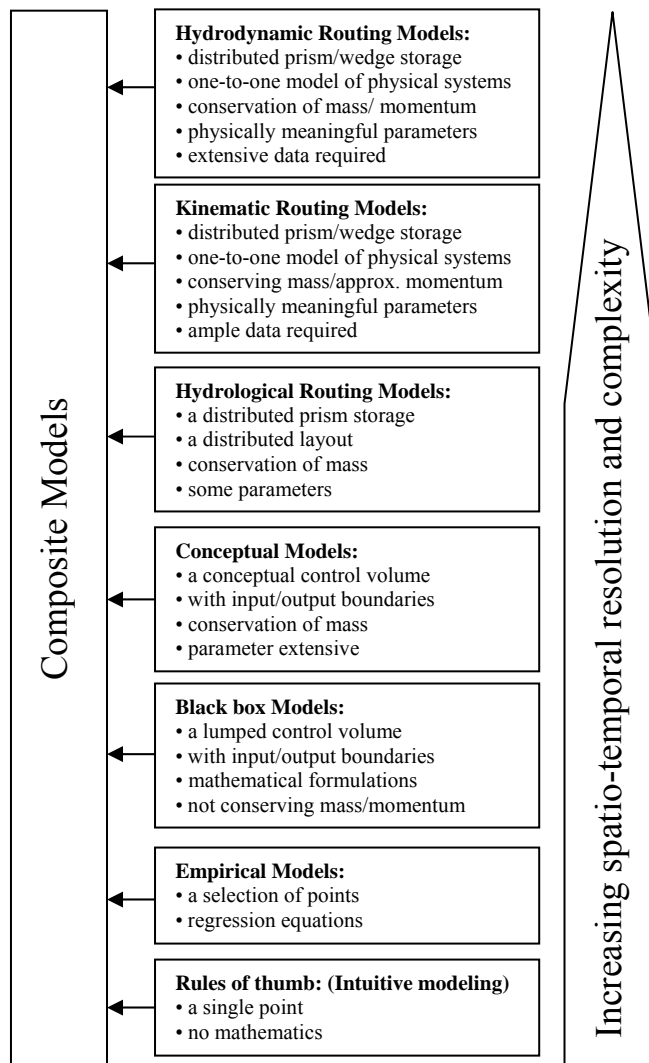 Composite Models
Hydrodynamic Routing Models:
• distributed prism/wedge storage
• one-to-one model of physical systems
• conservation of mass/ momentum
• physically meaningful parameters
• extensive data required
Kinematic Routing Models:
• distributed prism/wedge storage
• one-to-one model of physical systems
• conserving mass/approx. momentum
• physically meaningful parameters
• ample data required
Hydrological Routing Models:
• a distributed prism storage
• a distributed layout
• conservation of mass
• some parameters
Conceptual Models:
• a conceptual control volume
• with input/output boundaries
• conservation of mass
• parameter extensive
Black box Models:
• a lumped control volume
• with input/output boundaries
• mathematical formulations
• not conserving mass/momentum
Empirical Models:
• a selection of points
• regression equations
Rules of thumb: (Intuitive modeling)
• a single point
• no mathematics
Increasing spatio-temporal resolution and complexity